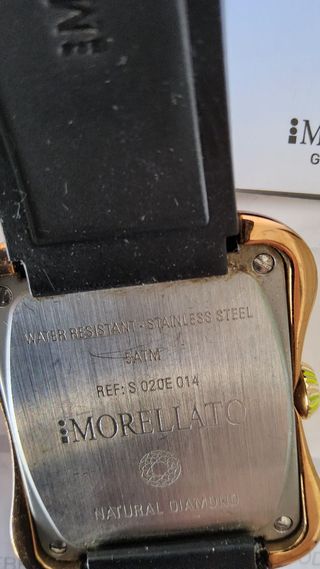 WATER RESISTANT - STAINLESS STEEL
5ATM
REF: S 020E 014
MORELLATO
NATURAL DIAMOND